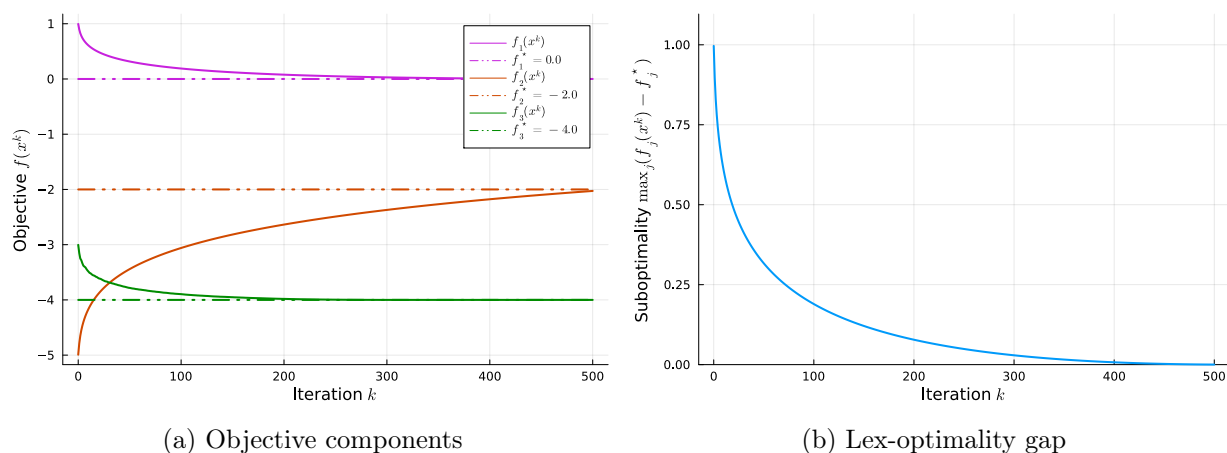 1
0
−1
−2
−3
−4
−5
Objective f(x^k)
0
100
200
300
400
500
Iteration k
f_1(x^k)
f_1^⋆ = 0.0
f_2(x^k)
f_2^⋆ = −2.0
f_3(x^k)
f_3^⋆ = −4.0
(a) Objective components
1.00
0.75
0.50
0.25
0.00
Suboptimality max_j(f_j(x^k) − f_j^⋆)
0
100
200
300
400
500
Iteration k
(b) Lex-optimality gap